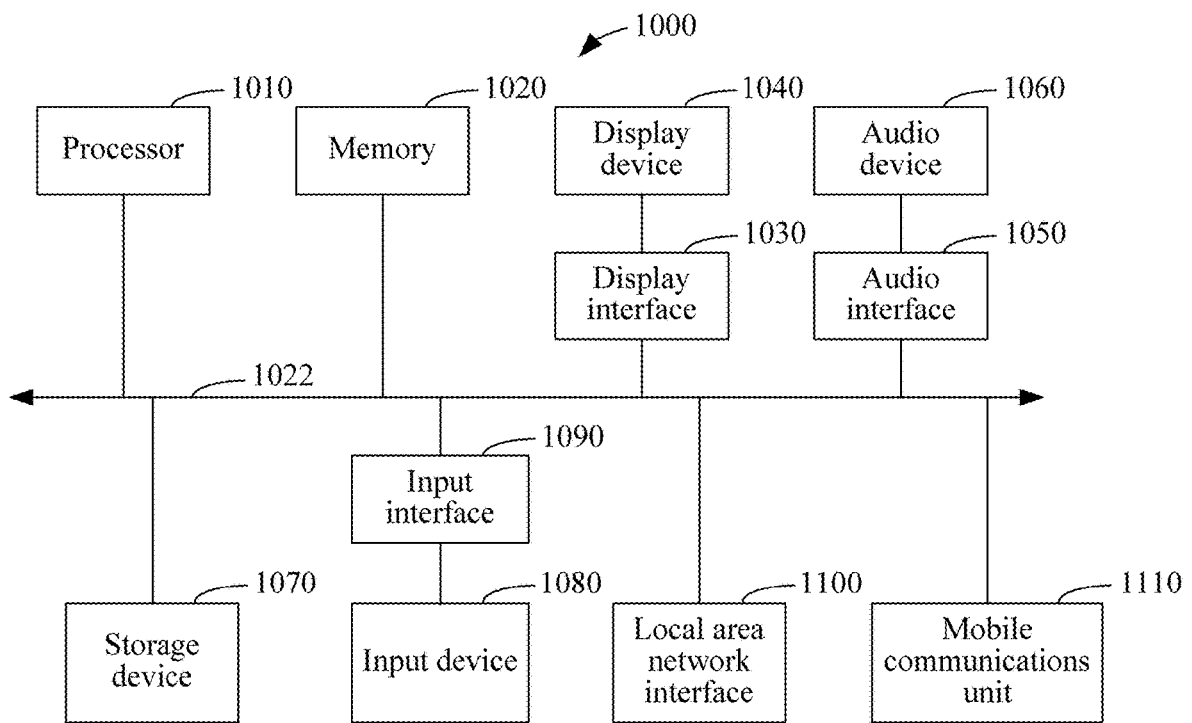 1000
1010
1020
1040
1060
Processor
Memory
Display
device
Audio
device
1030
1050
Display
interface
Audio
interface
1022
1090
Input
interface
1070
1080
1100
1110
Storage
device
Input device
Local area
network
interface
Mobile
communications
unit